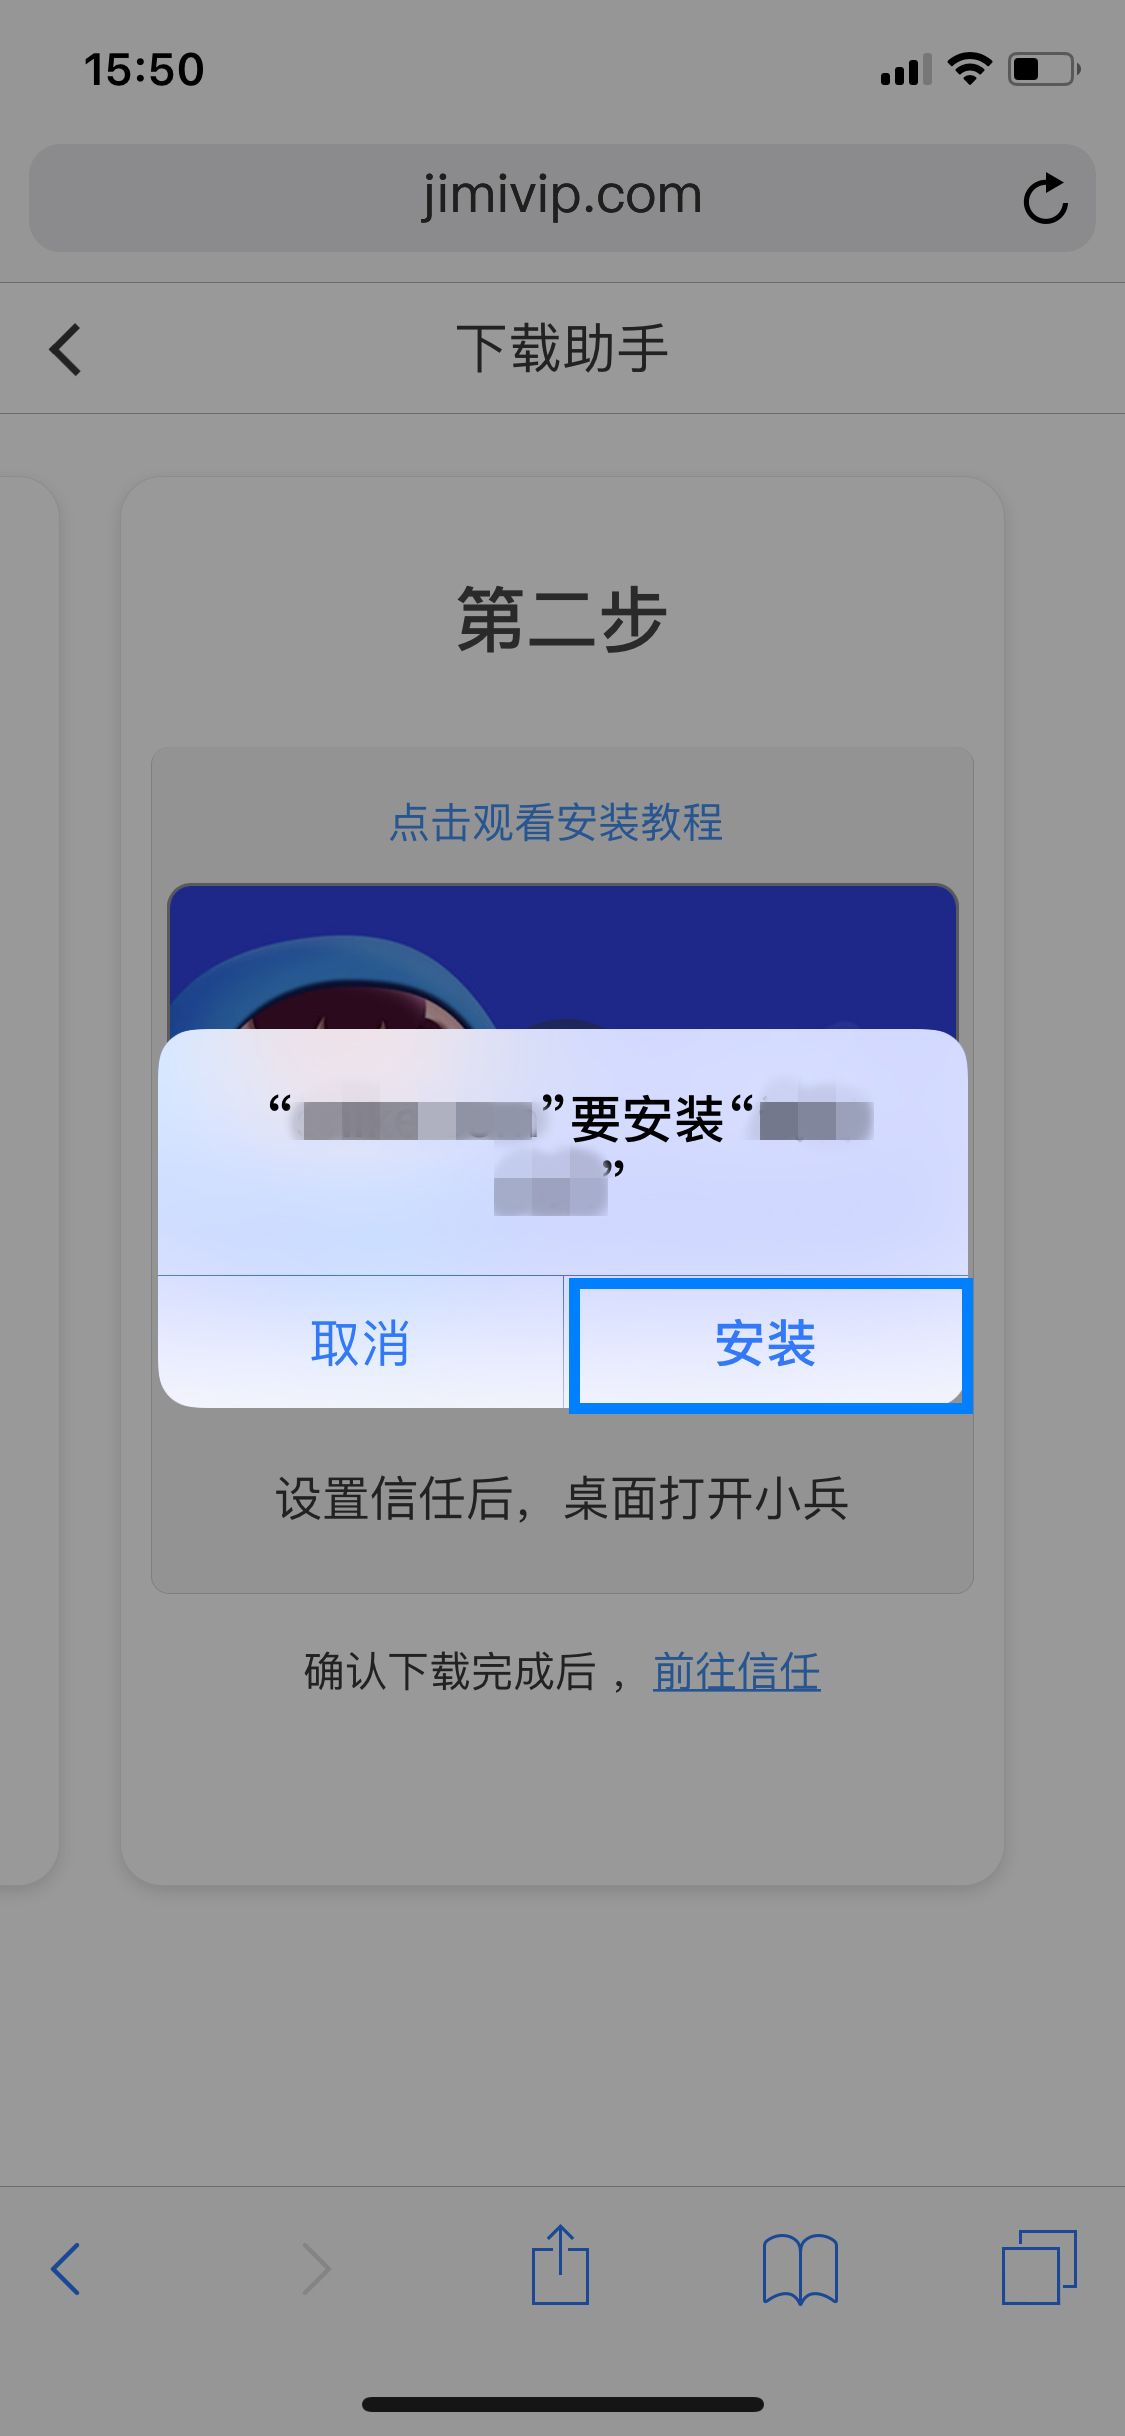 15:50
jimivip.com
下载助手
第二步
点击观看安装教程
“”要安装“
”
取消
安装
设置信任后，桌面打开小兵
确认下载完成后，前往信任